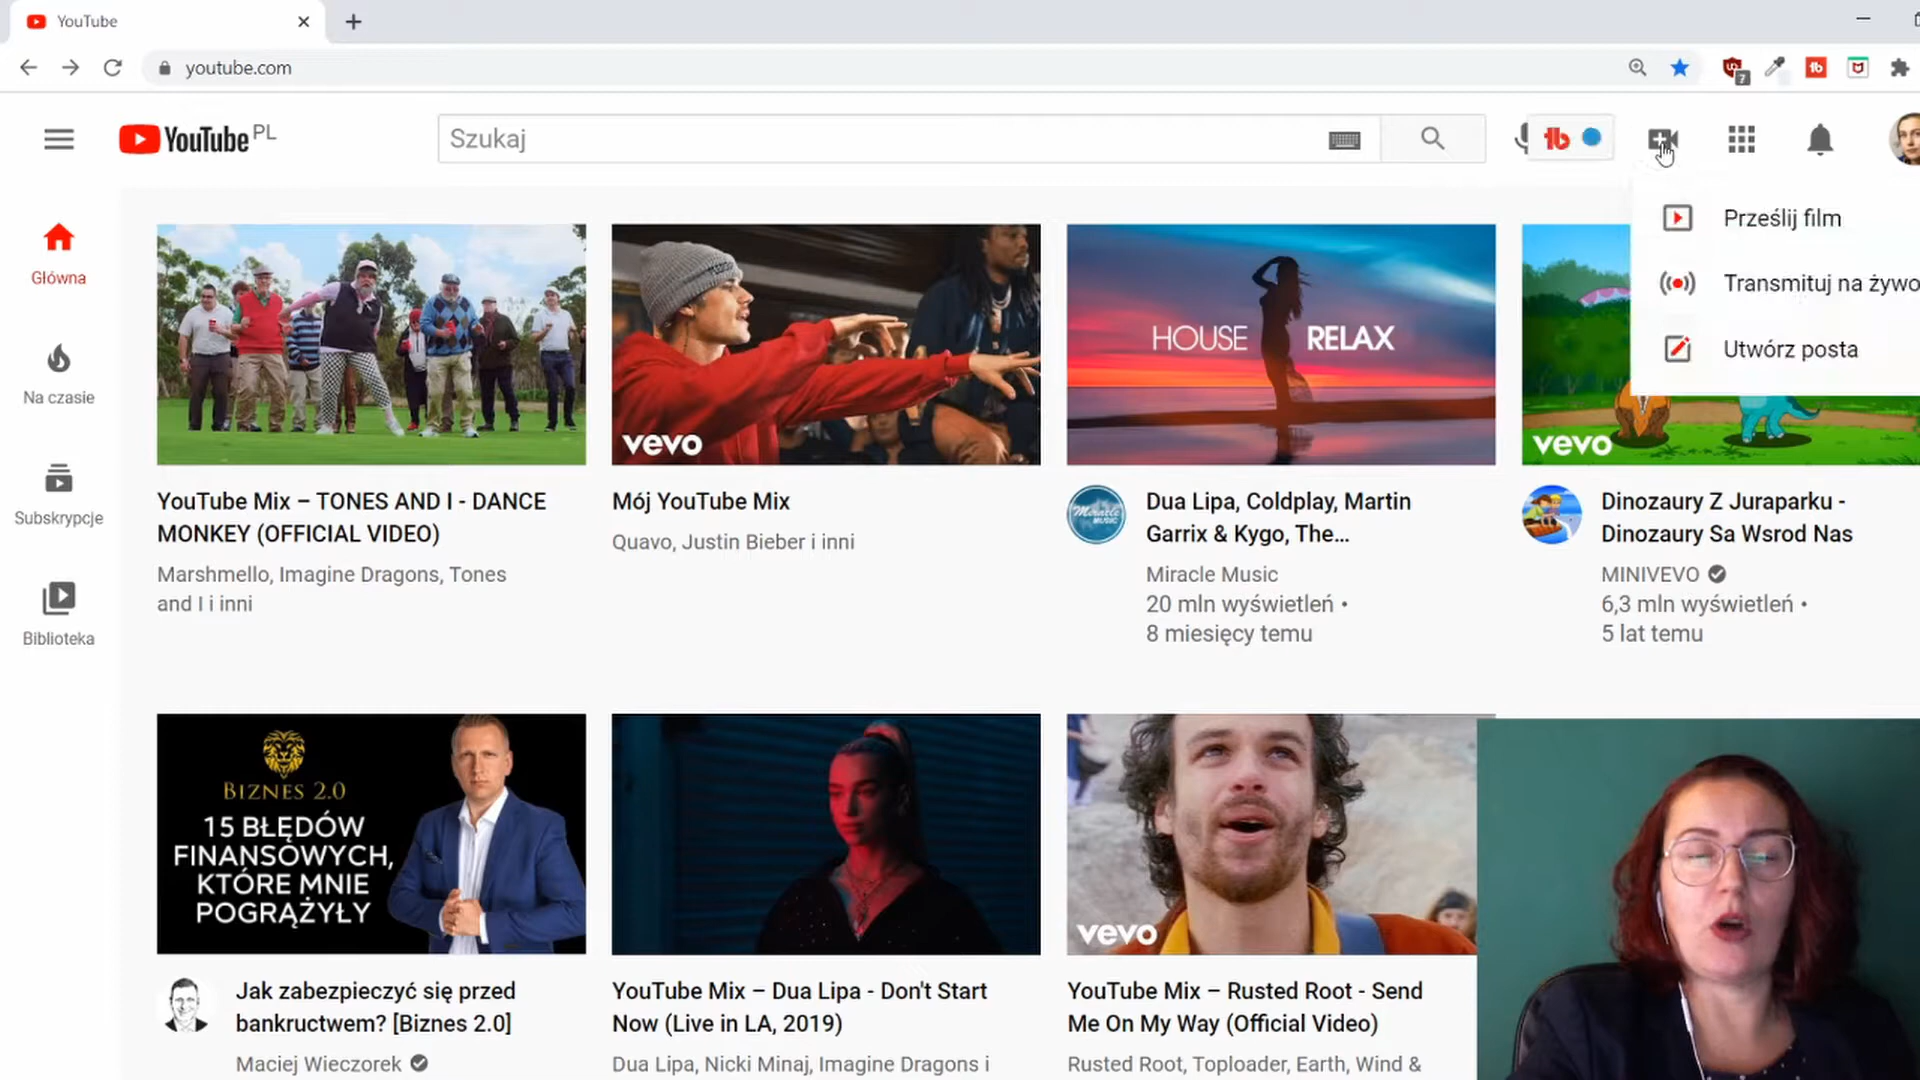 YouTube
youtube.com
7
YouTube PL
Szukaj
Prześlij film
Transmituj na żywo
Utwórz posta
Główna
Na czasie
Subskrypcje
Biblioteka
vevo
HOUSE RELAX
vevo
YouTube Mix – TONES AND I - DANCE
MONKEY (OFFICIAL VIDEO)
Marshmello, Imagine Dragons, Tones
and I i inni
Mój YouTube Mix
Quavo, Justin Bieber i inni
Miracle
MUSIC
Dua Lipa, Coldplay, Martin
Garrix & Kygo, The...
Miracle Music
20 mln wyświetleń •
8 miesięcy temu
Dinozaury Z Juraparku -
Dinozaury Sa Wsrod Nas
MINIVEVO
6,3 mln wyświetleń •
5 lat temu
BIZNES 2.0
15 BŁĘDÓW
FINANSOWYCH,
KTÓRE MNIE
POGRĄŻYŁY
vevo
Jak zabezpieczyć się przed
bankructwem? [Biznes 2.0]
Maciej Wieczorek
YouTube Mix – Dua Lipa - Don't Start
Now (Live in LA, 2019)
Dua Lipa, Nicki Minaj, Imagine Dragons i
YouTube Mix – Rusted Root - Send
Me On My Way (Official Video)
Rusted Root, Toploader, Earth, Wind &